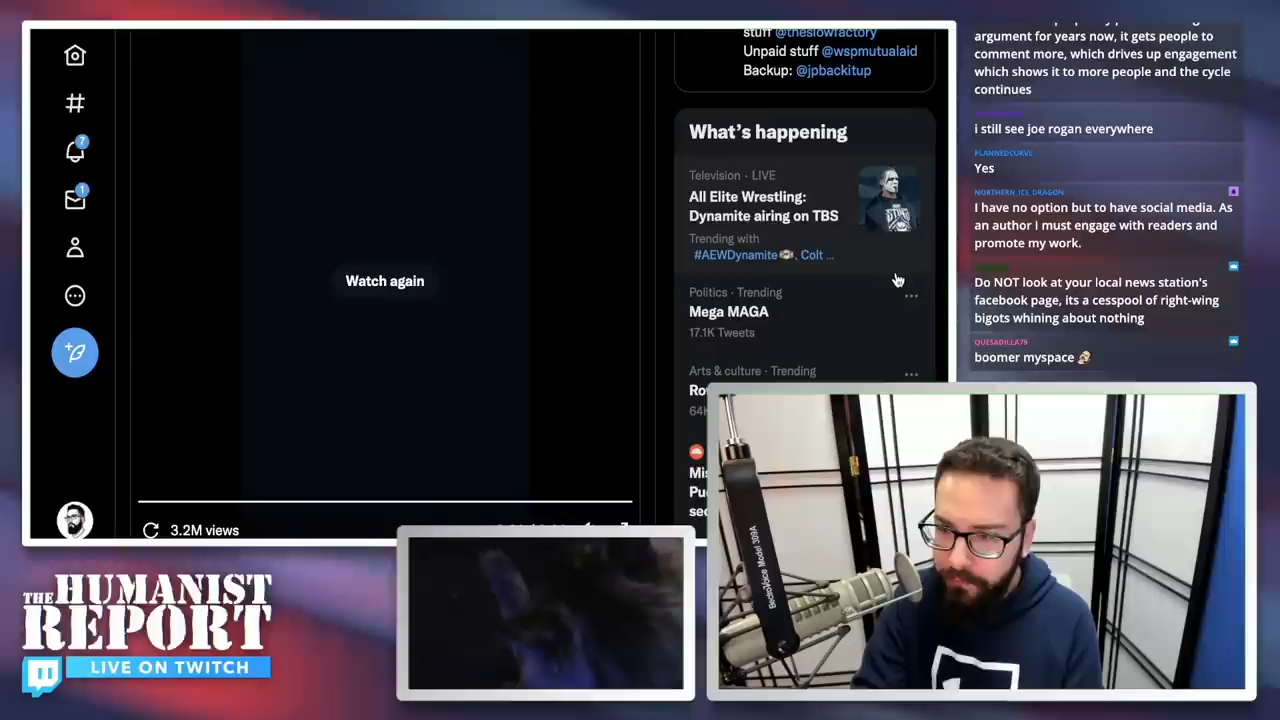 stuff @theslowfactory
Unpaid stuff @wspmutualaid
Backup: @jpbackitup
What's happening
Television · LIVE
All Elite Wrestling:
Dynamite airing on TBS
Trending with
#AEWDynamite, Colt ...
Politics · Trending
Mega MAGA
17.1K Tweets
Arts & culture · Trending
64K
7
1
Watch again
3.2M views
argument for years now, it gets people to
comment more, which drives up engagement
which shows it to more people and the cycle
continues
i still see joe rogan everywhere
PLANNEDCURVE
Yes
NORTHERN_ICE_DRAGON
I have no option but to have social media. As
an author I must engage with readers and
promote my work.
Do NOT look at your local news station's
facebook page, its a cesspool of right-wing
bigots whining about nothing
QUESADILLA79
boomer myspace
THE HUMANIST
REPORT
LIVE ON TWITCH
ElectroVoice Model 309A